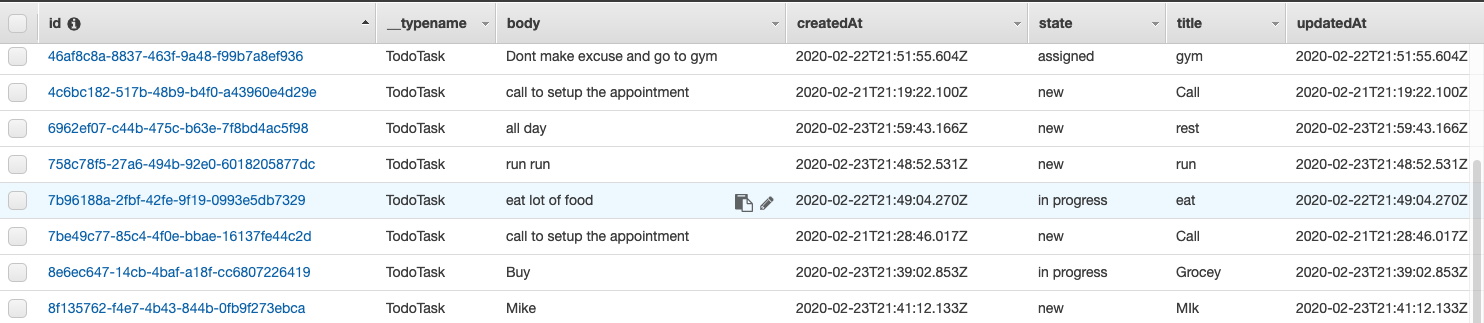 id __typename body createdAt state title updatedAt
46af8c8a-8837-463f-9a48-f99b7a8ef936 TodoTask Dont make excuse and go to gym 2020-02-22T21:51:55.604Z assigned gym 2020-02-22T21:51:55.604Z
4c6bc182-517b-48b9-b4f0-a43960e4d29e TodoTask call to setup the appointment 2020-02-21T21:19:22.100Z new Call 2020-02-21T21:19:22.100Z
6962ef07-c44b-475c-b63e-7f8bd4ac5f98 TodoTask all day 2020-02-23T21:59:43.166Z new rest 2020-02-23T21:59:43.166Z
758c78f5-27a6-494b-92e0-6018205877dc TodoTask run run 2020-02-23T21:48:52.531Z new run 2020-02-23T21:48:52.531Z
7b96188a-2fbf-42fe-9f19-0993e5db7329 TodoTask eat lot of food 2020-02-22T21:49:04.270Z in progress eat 2020-02-22T21:49:04.270Z
7be49c77-85c4-4f0e-bbae-16137fe44c2d TodoTask call to setup the appointment 2020-02-21T21:28:46.017Z new Call 2020-02-21T21:28:46.017Z
8e6ec647-14cb-4baf-a18f-cc6807226419 TodoTask Buy 2020-02-23T21:39:02.853Z in progress Grocey 2020-02-23T21:39:02.853Z
8f135762-f4e7-4b43-844b-0fb9f273ebca TodoTask Mike 2020-02-23T21:41:12.133Z new MIk 2020-02-23T21:41:12.133Z